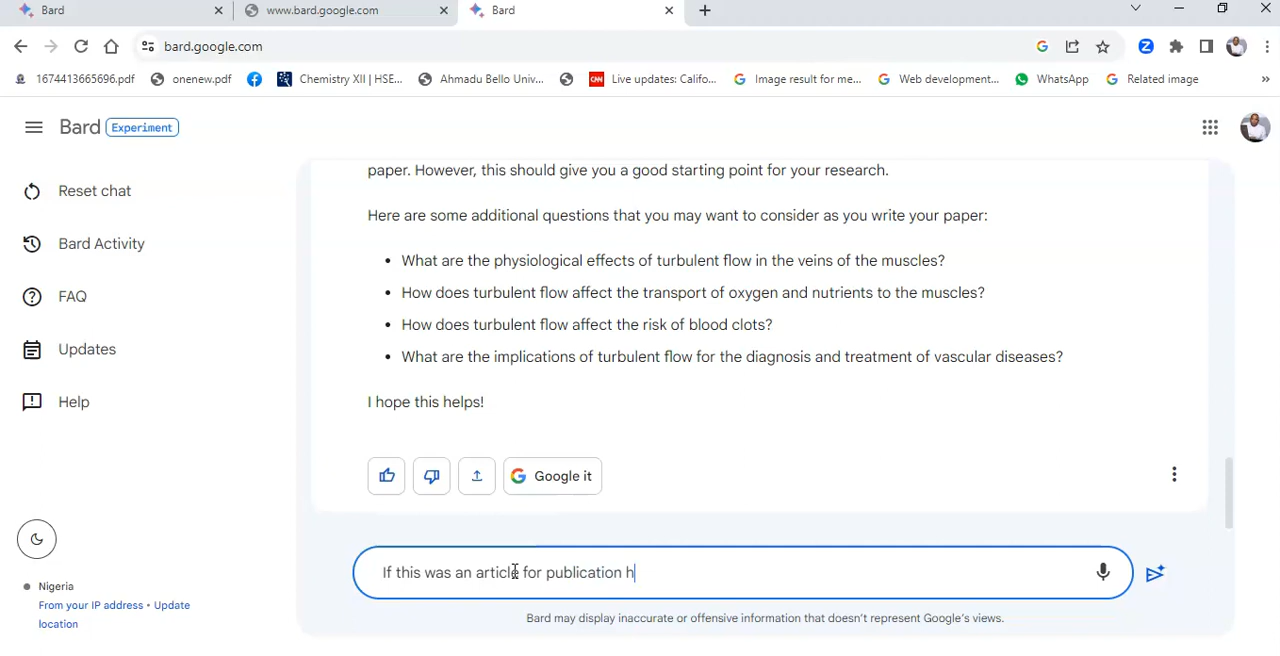 Bard
www.bard.google.com
Bard
bard.google.com
1674413665696.pdf
onenew.pdf
Chemistry XII | HSE...
Ahmadu Bello Univ...
CNN
Live updates: Califo...
Image result for me...
Web development...
WhatsApp
Related image
»
Bard Experiment
Reset chat
Bard Activity
FAQ
Updates
Help
paper. However, this should give you a good starting point for your research.
Here are some additional questions that you may want to consider as you write your paper:
• What are the physiological effects of turbulent flow in the veins of the muscles?
• How does turbulent flow affect the transport of oxygen and nutrients to the muscles?
• How does turbulent flow affect the risk of blood clots?
• What are the implications of turbulent flow for the diagnosis and treatment of vascular diseases?
I hope this helps!
Google it
If this was an article for publication h
Nigeria
From your IP address • Update
location
Bard may display inaccurate or offensive information that doesn't represent Google's views.